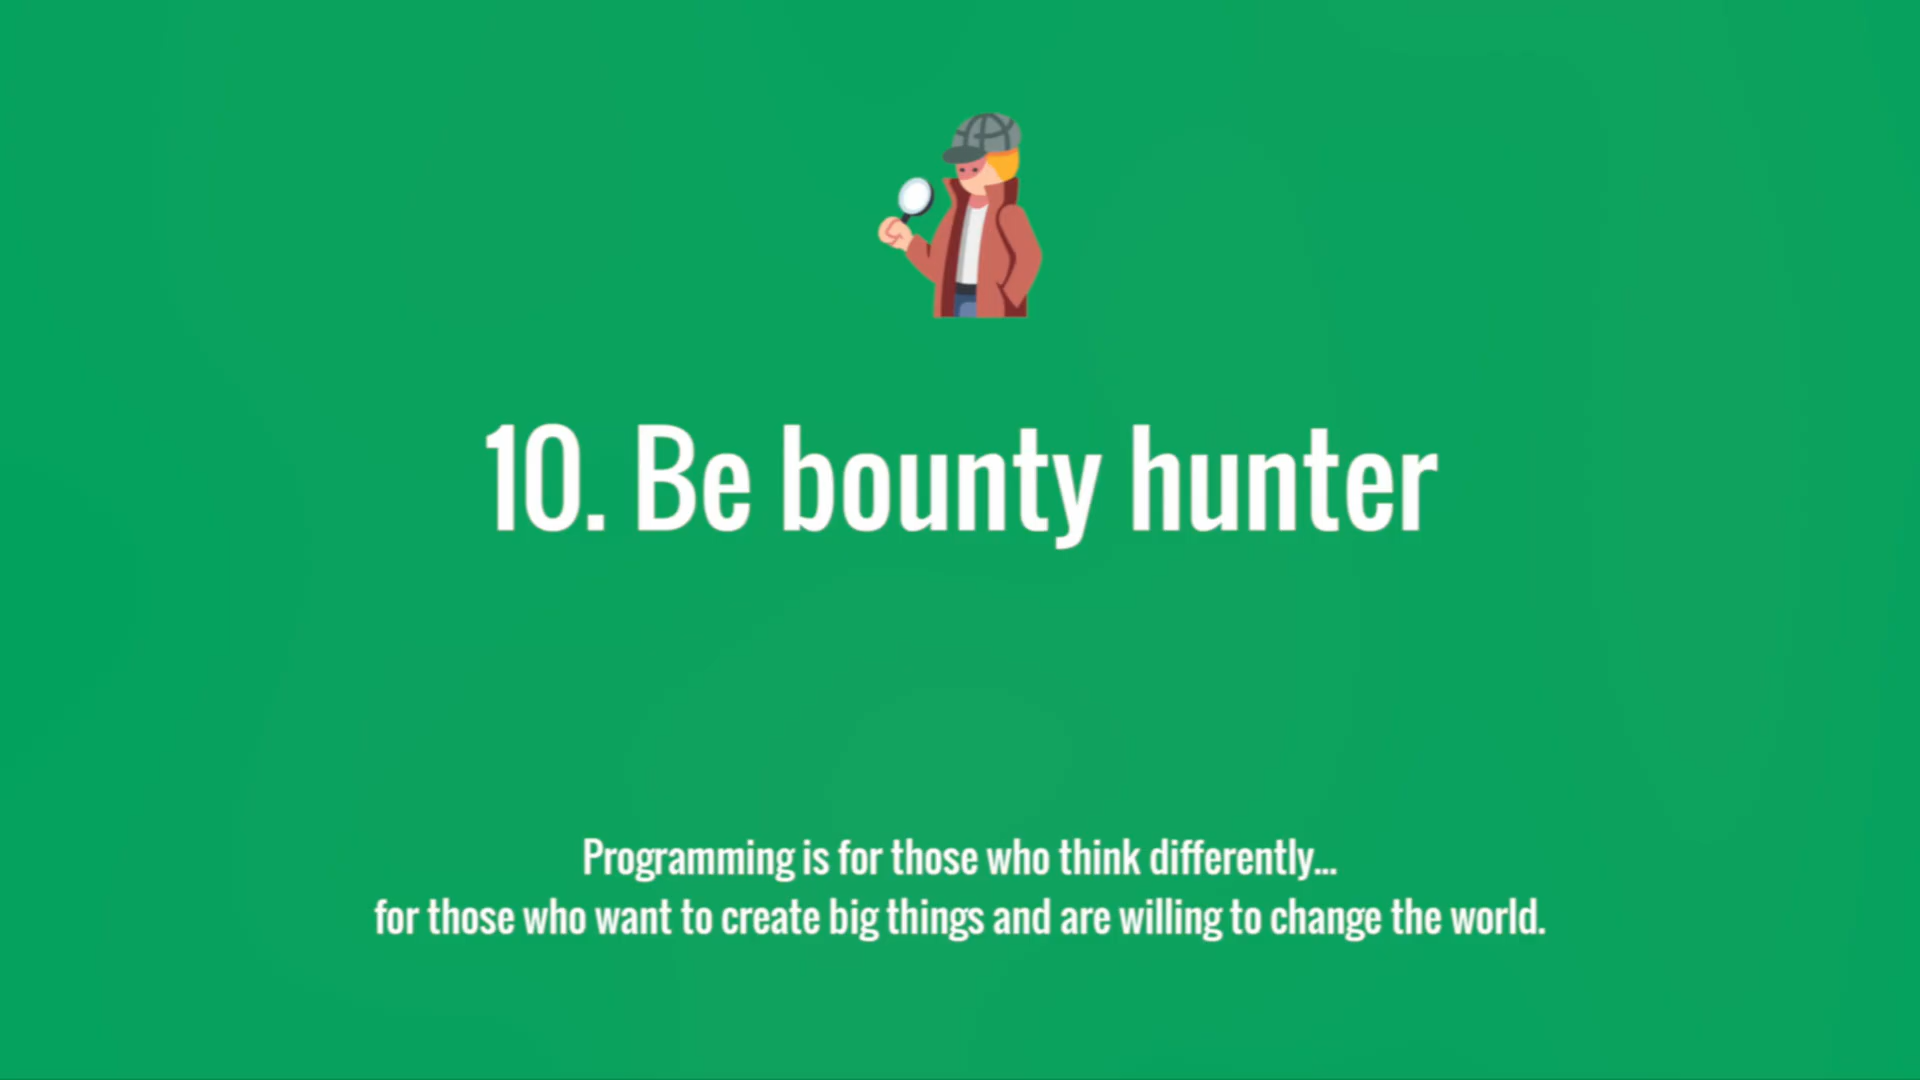 10. Be bounty hunter
Programming is for those who think differently...
for those who want to create big things and are willing to change the world.